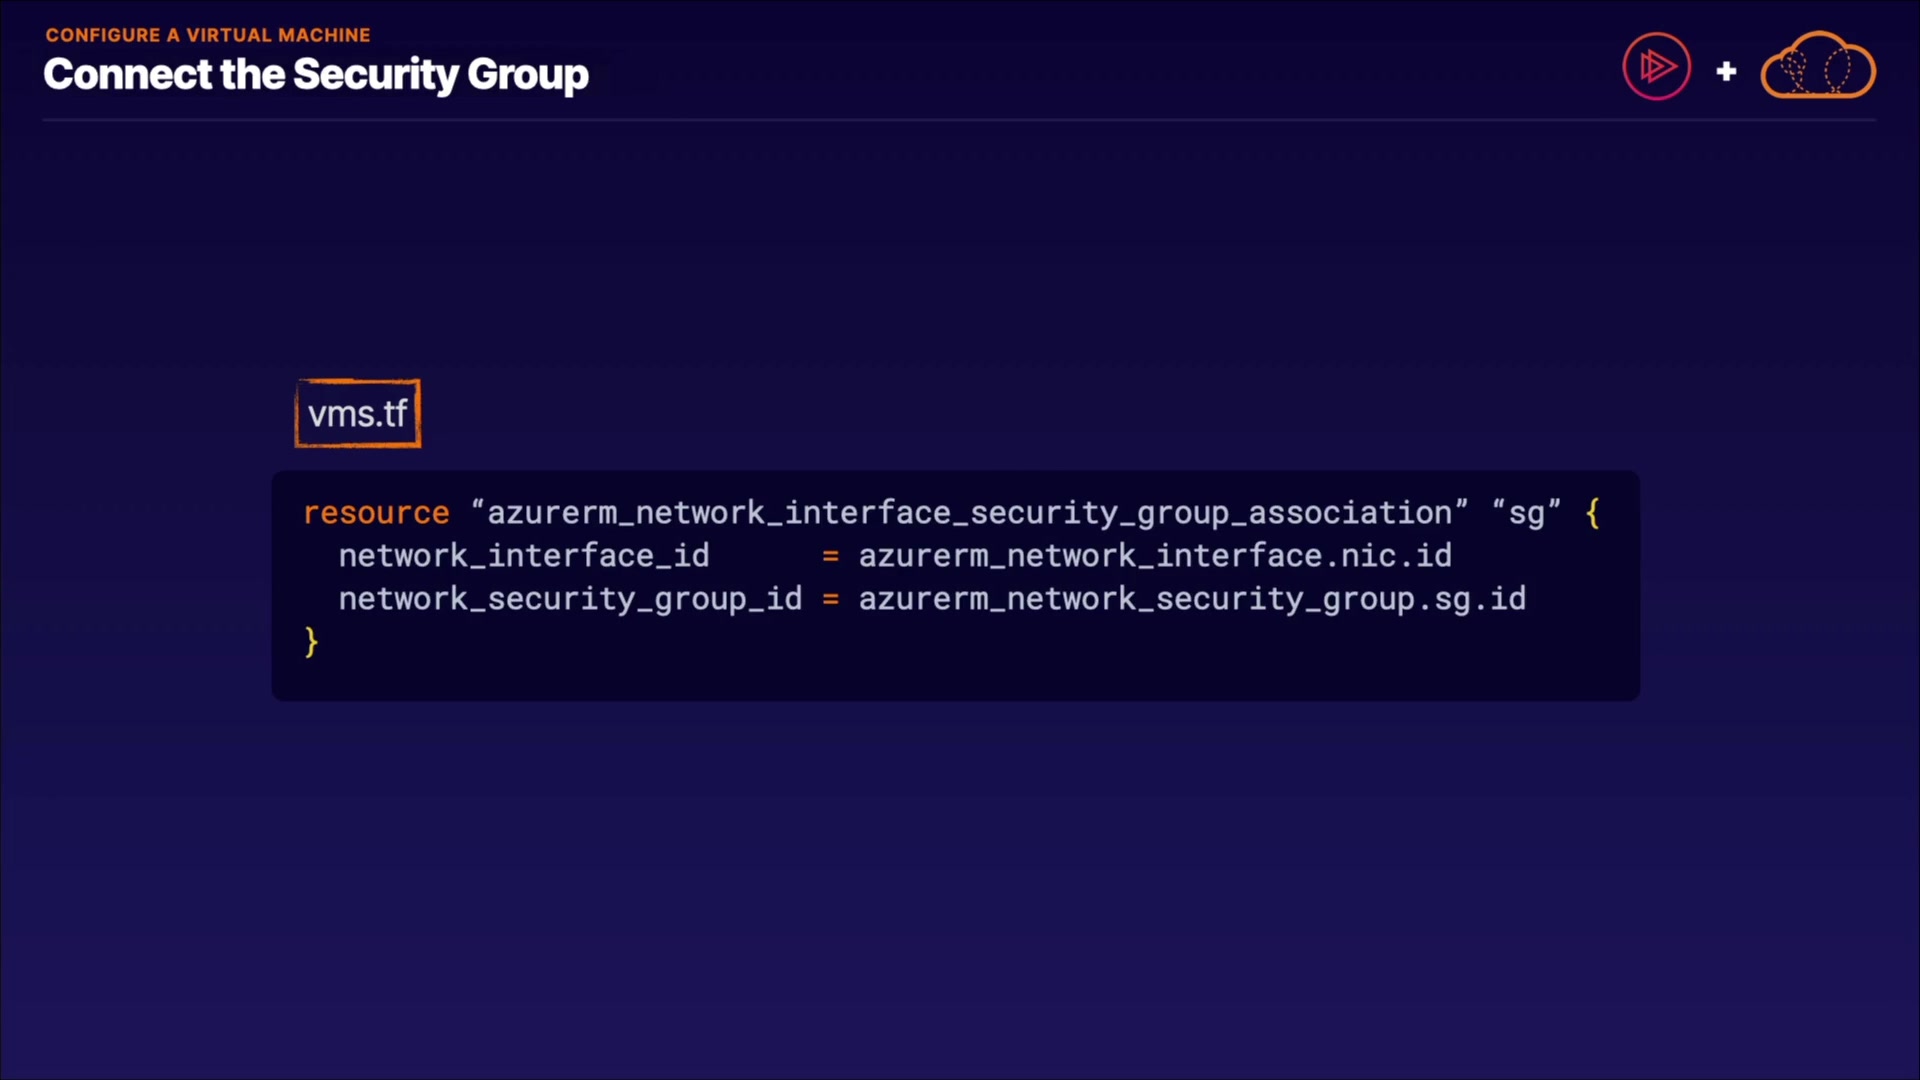 CONFIGURE A VIRTUAL MACHINE
Connect the Security Group
vms.tf
resource “azurerm_network_interface_security_group_association” “sg” {
  network_interface_id      = azurerm_network_interface.nic.id
  network_security_group_id = azurerm_network_security_group.sg.id
}